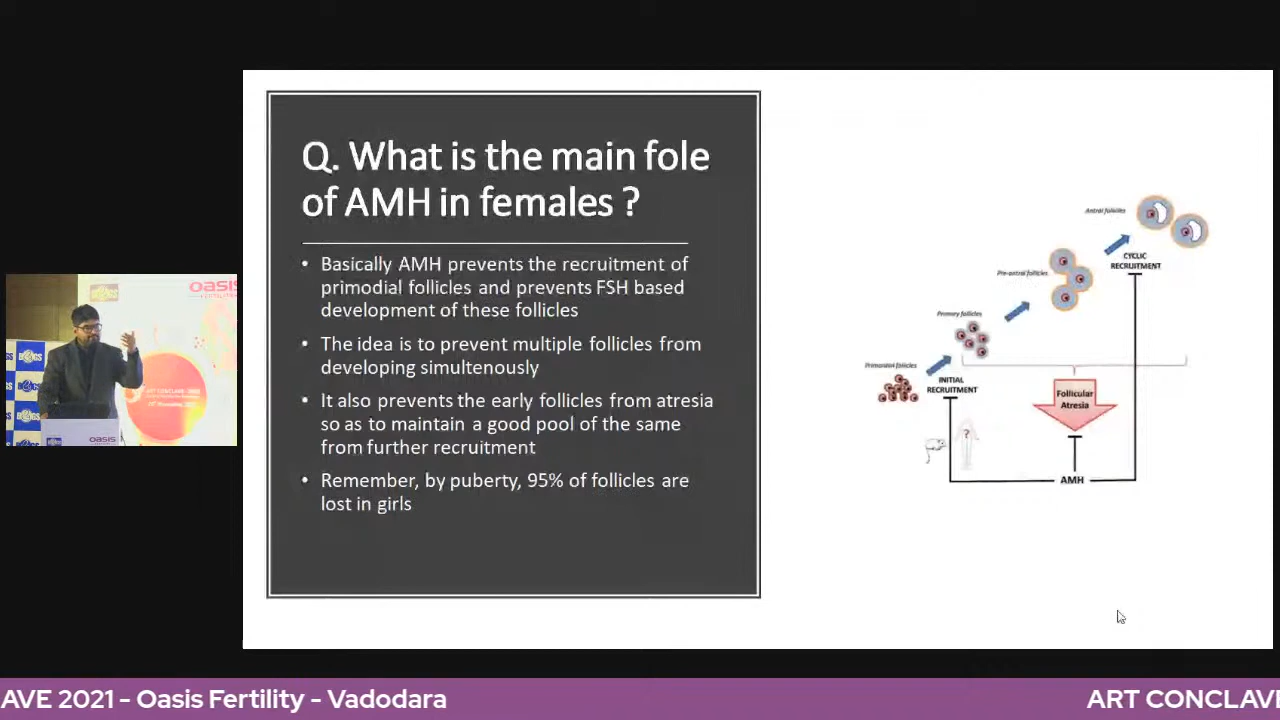 Q. What is the main fole
of AMH in females ?
• Basically AMH prevents the recruitment of
primodial follicles and prevents FSH based
development of these follicles
• The idea is to prevent multiple follicles from
developing simultenously
• It also prevents the early follicles from atresia
so as to maintain a good pool of the same
from further recruitment
• Remember, by puberty, 95% of follicles are
lost in girls
Antral follicles
CYCLIC
RECRUITMENT
Pre-antral follicles
Primary follicles
Primordial follicles
INITIAL
RECRUITMENT
Follicular
Atresia
?
AMH
oasis
FERTILITY
oasis
AVE 2021 - Oasis Fertility - Vadodara
ART CONCLAVE